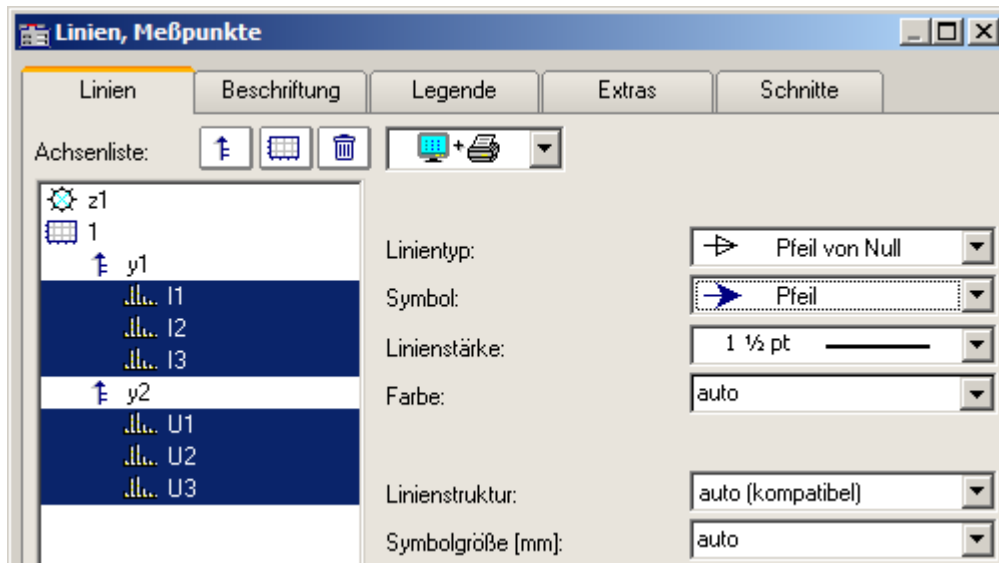 Linien, Meßpunkte
Linien Beschriftung Legende Extras Schnitte
Achsenliste:
z1
1
y1
I1
I2
I3
y2
U1
U2
U3
Linientyp: Pfeil von Null
Symbol: Pfeil
Linienstärke: 1 ½ pt
Farbe: auto
Linienstruktur: auto (kompatibel)
Symbolgröße [mm]: auto